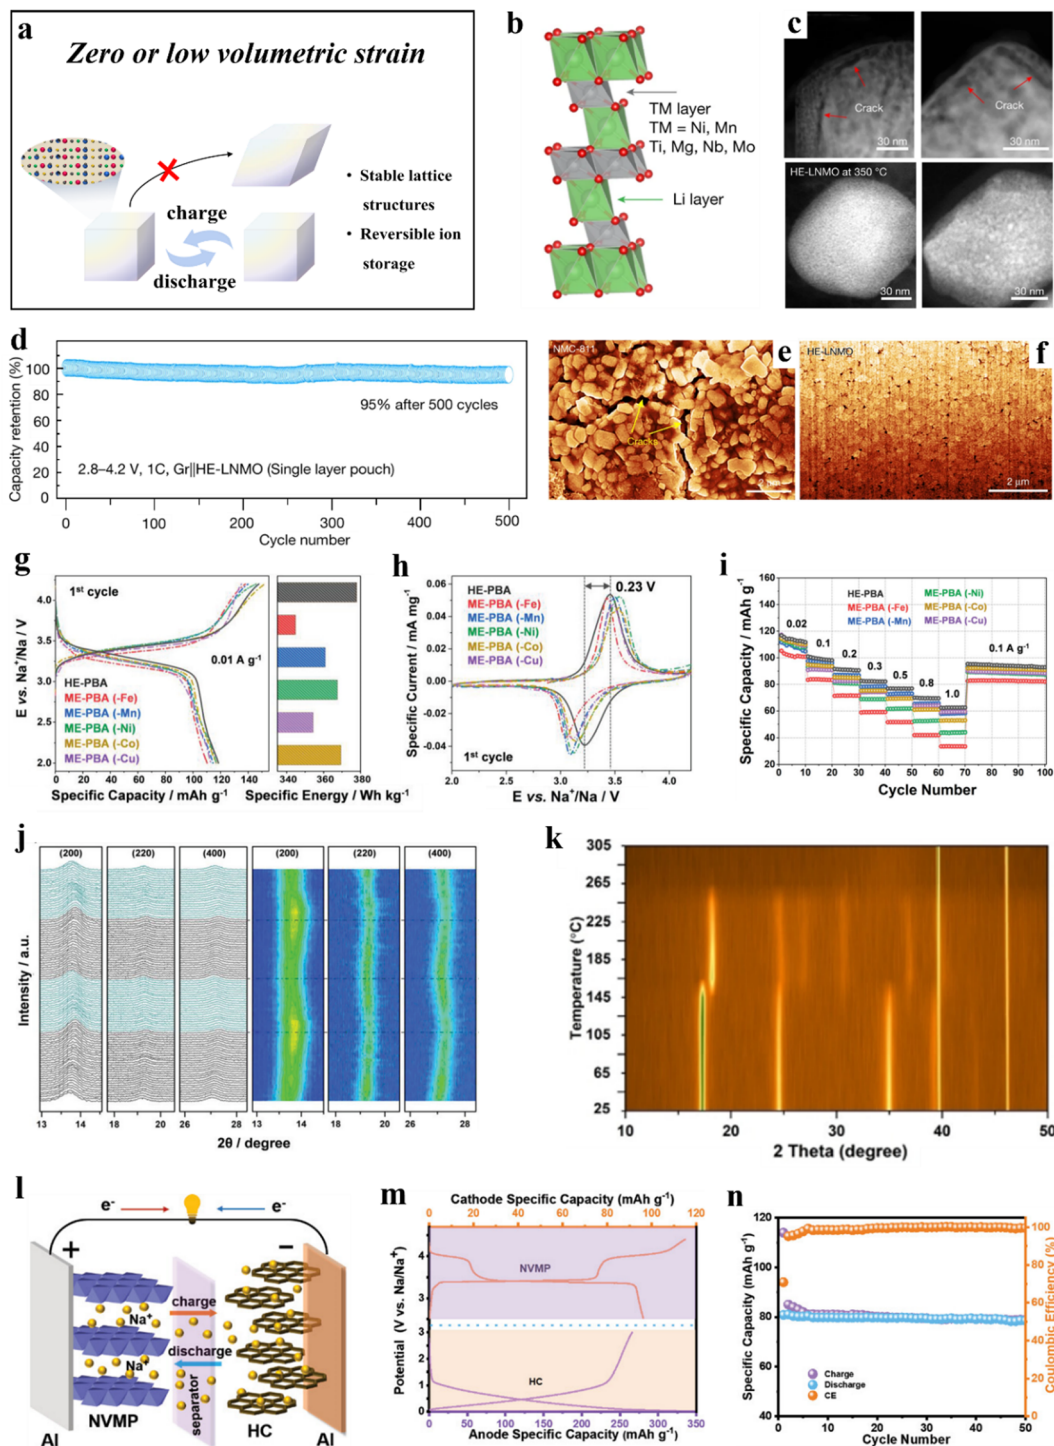 a
Zero or low volumetric strain
charge
discharge
• Stable lattice
structures
• Reversible ion
storage
b
TM layer
TM = Ni, Mn
Ti, Mg, Nb, Mo
Li layer
c
Crack
30 nm
Crack
30 nm
HE-LNMO at 350 °C
30 nm
30 nm
d
Capacity retention (%)
120
100
80
60
40
20
0
95% after 500 cycles
2.8–4.2 V, 1C, Gr||HE-LNMO (Single layer pouch)
0 100 200 300 400 500
Cycle number
NMC-811
e
Cracks
2 μm
HE-LNMO
f
2 μm
g
1st cycle
0.01 A g⁻¹
E vs. Na⁺/Na / V
4.0
3.5
3.0
2.5
2.0
HE-PBA
ME-PBA (-Fe)
ME-PBA (-Mn)
ME-PBA (-Ni)
ME-PBA (-Co)
ME-PBA (-Cu)
0 20 40 60 80 100 120 140
Specific Capacity / mAh g⁻¹
340 360 380
Specific Energy / Wh kg⁻¹
h
Specific Current / mA mg⁻¹
0.06
0.04
0.02
0.00
-0.02
-0.04
HE-PBA
ME-PBA (-Fe)
ME-PBA (-Mn)
ME-PBA (-Ni)
ME-PBA (-Co)
ME-PBA (-Cu)
0.23 V
1st cycle
2.0 2.5 3.0 3.5 4.0
E vs. Na⁺/Na / V
i
Specific Capacity / mAh g⁻¹
160
140
120
100
80
60
40
20
HE-PBA
ME-PBA (-Fe)
ME-PBA (-Mn)
ME-PBA (-Ni)
ME-PBA (-Co)
ME-PBA (-Cu)
0.02
0.1
0.2
0.3
0.5
0.8
1.0
0.1 A g⁻¹
0 10 20 30 40 50 60 70 80 90 100
Cycle Number
j
(200) (220) (400) (200) (220) (400)
Intensity / a.u.
13 14 18 20 26 28 13 14 18 20 26 28
2θ / degree
k
Temperature (°C)
305
265
225
185
145
105
65
25
10 20 30 40 50
2 Theta (degree)
l
e-
e-
+
−
Na⁺
Na⁺
charge
discharge
separator
NVMP
HC
Al
Al
m
Cathode Specific Capacity (mAh g⁻¹)
0 20 40 60 80 100 120
Potential (V vs. Na/Na⁺)
4
3
3
2
1
0
NVMP
HC
0 50 100 150 200 250 300 350
Anode Specific Capacity (mAh g⁻¹)
n
Specific Capacity (mAh g⁻¹)
120
100
80
60
40
Charge
Discharge
CE
100
80
60
40
20
0
Coulombic Efficiency (%)
0 10 20 30 40 50
Cycle Number